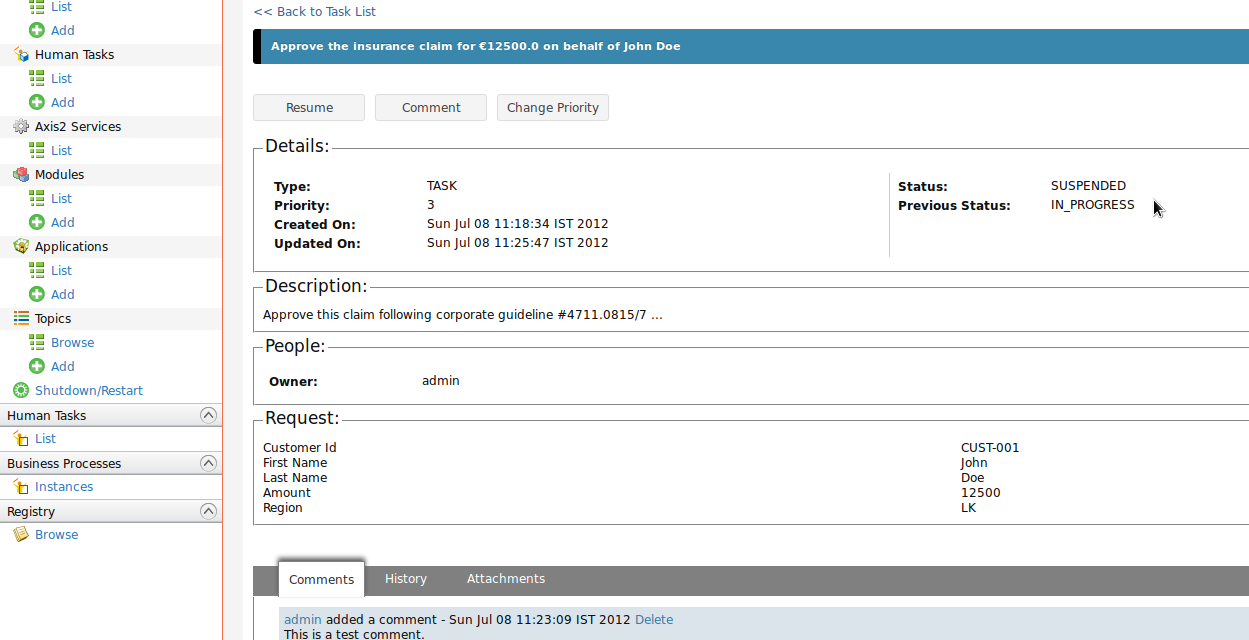 List
Add
Human Tasks
List
Add
Axis2 Services
List
Modules
List
Add
Applications
List
Add
Topics
Browse
Add
Shutdown/Restart
Human Tasks
List
Business Processes
Instances
Registry
Browse
<< Back to Task List
Approve the insurance claim for €12500.0 on behalf of John Doe
Resume Comment Change Priority
Details:
Type: TASK
Priority: 3
Created On: Sun Jul 08 11:18:34 IST 2012
Updated On: Sun Jul 08 11:25:47 IST 2012
Status: SUSPENDED
Previous Status: IN_PROGRESS
Description:
Approve this claim following corporate guideline #4711.0815/7 ...
People:
Owner: admin
Request:
Customer Id CUST-001
First Name John
Last Name Doe
Amount 12500
Region LK
Comments History Attachments
admin added a comment - Sun Jul 08 11:23:09 IST 2012 Delete
This is a test comment.